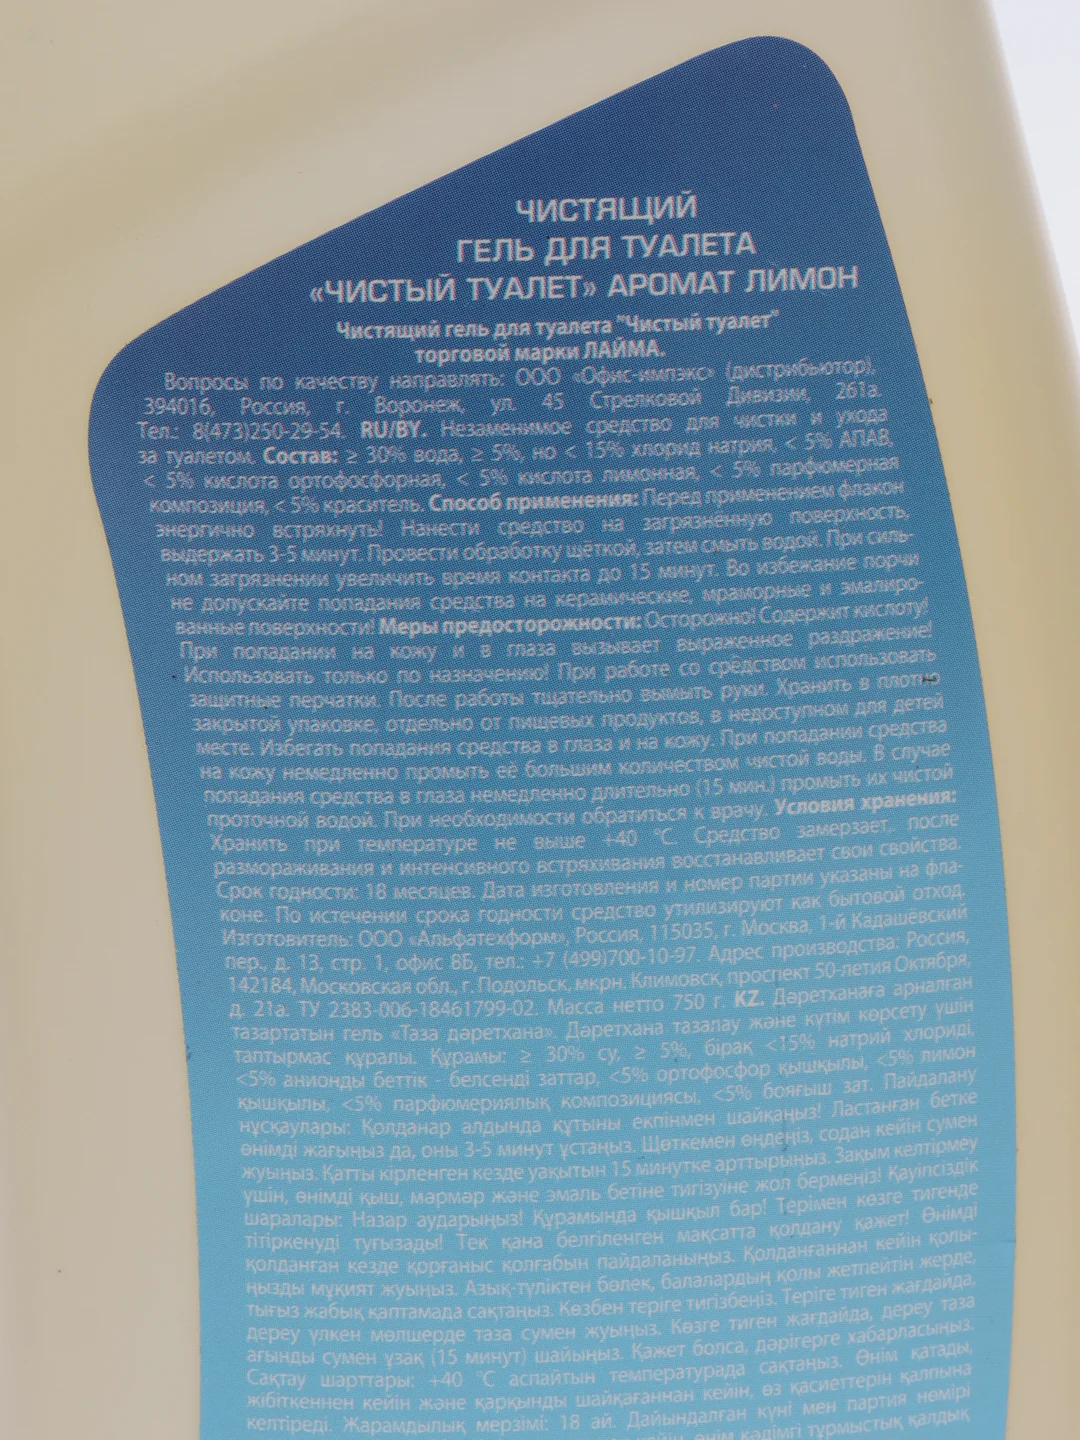 ЧИСТЯЩИЙ
ГЕЛЬ ДЛЯ ТУАЛЕТА
«ЧИСТЫЙ ТУАЛЕТ» АРОМАТ ЛИМОН
Чистящий гель для туалета "Чистый туалет"
торговой марки ЛАЙМА.
Вопросы по качеству направлять: ООО «Офис-импэкс» (дистрибьютор),
394016, Россия, г. Воронеж, ул. 45 Стрелковой Дивизии, 261а.
Тел.: 8(473)250-29-54. RU/BY. Незаменимое средство для чистки и ухода
за туалетом. Состав: ≥ 30% вода, ≥ 5%, но < 15% хлорид натрия, < 5% АПАВ,
< 5% кислота ортофосфорная, < 5% кислота лимонная, < 5% парфюмерная
композиция, < 5% краситель. Способ применения: Перед применением флакон
энергично встряхнуть! Нанести средство на загрязнённую поверхность,
выдержать 3-5 минут. Провести обработку щёткой, затем смыть водой. При силь-
ном загрязнении увеличить время контакта до 15 минут. Во избежание порчи
не допускайте попадания средства на керамические, мраморные и эмалиро-
ванные поверхности! Меры предосторожности: Осторожно! Содержит кислоту!
При попадании на кожу и в глаза вызывает выраженное раздражение!
Использовать только по назначению! При работе со средством использовать
защитные перчатки. После работы тщательно вымыть руки. Хранить в плотно
закрытой упаковке, отдельно от пищевых продуктов, в недоступном для детей
месте. Избегать попадания средства в глаза и на кожу. При попадании средства
на кожу немедленно промыть её большим количеством чистой воды. В случае
попадания средства в глаза немедленно длительно (15 мин.) промыть их чистой
проточной водой. При необходимости обратиться к врачу. Условия хранения:
Хранить при температуре не выше +40 °С. Средство замерзает, после
размораживания и интенсивного встряхивания восстанавливает свои свойства.
Срок годности: 18 месяцев. Дата изготовления и номер партии указаны на фла-
коне. По истечении срока годности средство утилизируют как бытовой отход.
Изготовитель: ООО «Альфатехформ», Россия, 115035, г. Москва, 1-й Кадашёвский
пер., д. 13, стр. 1, офис 8Б, тел.: +7 (499)700-10-97. Адрес производства: Россия,
142184, Московская обл., г. Подольск, мкрн. Климовск, проспект 50-летия Октября,
д. 21а. ТУ 2383-006-18461799-02. Масса нетто 750 г. KZ. Дәретханаға арналған
тазартатын гель «Таза дәретхана». Дәретхана тазалау және күтім көрсету үшін
таптырмас құралы. Құрамы: ≥ 30% су, ≥ 5%, бірақ <15% натрий хлориді,
<5% анионды беттік - белсенді заттар, <5% ортофосфор қышқылы, <5% лимон
қышқылы, <5% парфюмериялық композициясы, <5% бояғыш зат. Пайдалану
нұсқаулары: Қолданар алдында құтыны екпінмен шайқаңыз! Ластанған бетке
өнімді жағыңыз да, оны 3-5 минут ұстаңыз. Щөткемен өңдеңіз, содан кейін сумен
жуыңыз. Қатты кірленген кезде уақытын 15 минутке арттырыңыз. Зақым келтірмеу
үшін, өнімді қыш, мәрмәр және эмаль бетіне тигізуіне жол бермеңіз! Қауіпсіздік
шаралары: Назар аударыңыз! Құрамында қышқыл бар! Терімен көзге тигенде
тітіркенуді туғызады! Тек қана белгіленген мақсатта қолдану қажет! Өнімді
қолданған кезде қорғаныс қолғабын пайдаланыңыз. Қолданғаннан кейін қолы-
ңызды мұқият жуыңыз. Азық-түліктен бөлек, балалардың қолы жетпейтін жерде,
тығыз жабық қаптамада сақтаңыз. Көзбен теріге тигізбеңіз. Теріге тиген жағдайда,
дереу үлкен мөлшерде таза сумен жуыңыз. Көзге тиген жағдайда, дереу таза
ағынды сумен ұзақ (15 минут) шайыңыз. Қажет болса, дәрігерге хабарласыңыз.
Сақтау шарттары: +40 °С аспайтын температурада сақтаңыз. Өнім қатады,
жібіткеннен кейін және қарқынды шайқағаннан кейін, өз қасиеттерін қалпына
келтіреді. Жарамдылық мерзімі: 18 ай. Дайындалған күні мен партия нөмірі
кейін, өнім кәдімгі тұрмыстық қалдық